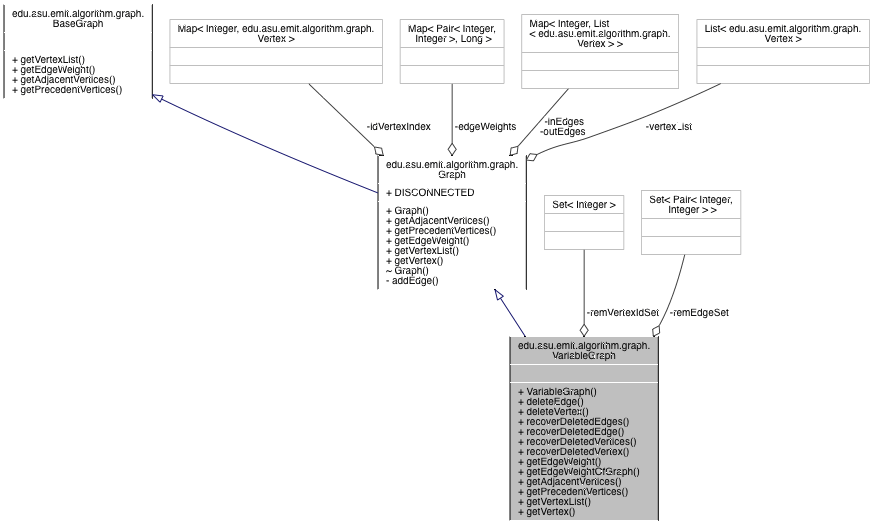 edu.asu.emit.algorithm.graph.
BaseGraph
+ getVertexList()
+ getEdgeWeight()
+ getAdjacentVertices()
+ getPrecedentVertices()
Map< Integer, edu.asu.emit.algorithm.graph.
Vertex >
Map< Pair< Integer,
Integer >, Long >
Map< Integer, List
< edu.asu.emit.algorithm.graph.
Vertex > >
List< edu.asu.emit.algorithm.graph.
Vertex >
-idVertexIndex
-edgeWeights
-inEdges
-outEdges
-vertexList
edu.asu.emit.algorithm.graph.
Graph
+ DISCONNECTED
+ Graph()
+ getAdjacentVertices()
+ getPrecedentVertices()
+ getEdgeWeight()
+ getVertexList()
+ getVertex()
~ Graph()
- addEdge()
Set< Integer >
Set< Pair< Integer,
Integer > >
-remVertexIdSet
-remEdgeSet
edu.asu.emit.algorithm.graph.
VariableGraph
+ VariableGraph()
+ deleteEdge()
+ deleteVertex()
+ recoverDeletedEdges()
+ recoverDeletedEdge()
+ recoverDeletedVertices()
+ recoverDeletedVertex()
+ getEdgeWeight()
+ getEdgeWeightOfGraph()
+ getAdjacentVertices()
+ getPrecedentVertices()
+ getVertexList()
+ getVertex()